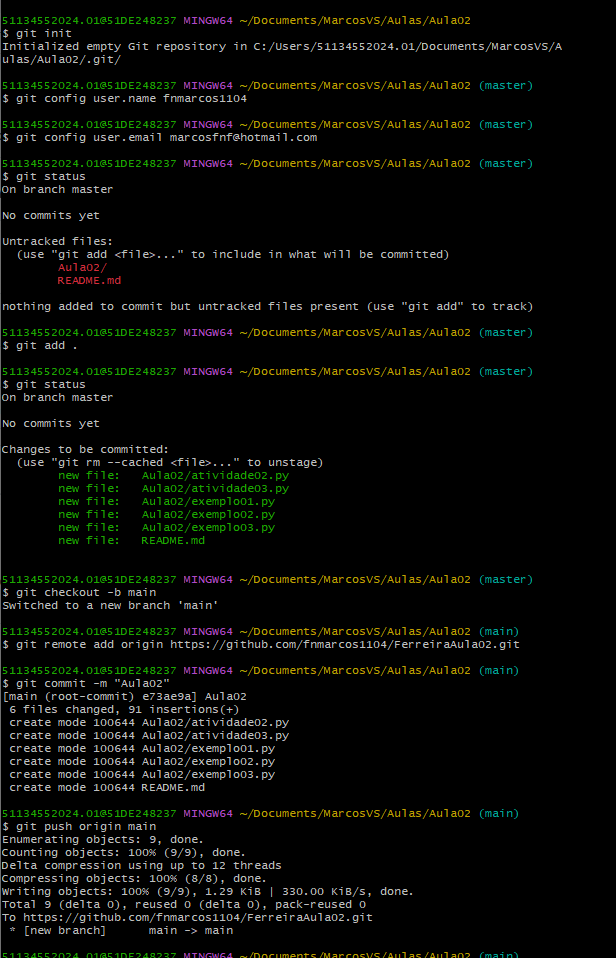 51134552024.01@51DE248237 MINGW64 ~/Documents/MarcosVS/Aulas/Aula02
$ git init
Initialized empty Git repository in C:/Users/51134552024.01/Documents/MarcosVS/A
ulas/Aula02/.git/
51134552024.01@51DE248237 MINGW64 ~/Documents/MarcosVS/Aulas/Aula02 (master)
$ git config user.name fnmarcos1104
51134552024.01@51DE248237 MINGW64 ~/Documents/MarcosVS/Aulas/Aula02 (master)
$ git config user.email marcosfnf@hotmail.com
51134552024.01@51DE248237 MINGW64 ~/Documents/MarcosVS/Aulas/Aula02 (master)
$ git status
On branch master
No commits yet
Untracked files:
  (use "git add <file>..." to include in what will be committed)
        Aula02/
        README.md
nothing added to commit but untracked files present (use "git add" to track)
51134552024.01@51DE248237 MINGW64 ~/Documents/MarcosVS/Aulas/Aula02 (master)
$ git add .
51134552024.01@51DE248237 MINGW64 ~/Documents/MarcosVS/Aulas/Aula02 (master)
$ git status
On branch master
No commits yet
Changes to be committed:
  (use "git rm --cached <file>..." to unstage)
        new file:   Aula02/atividade02.py
        new file:   Aula02/atividade03.py
        new file:   Aula02/exemplo01.py
        new file:   Aula02/exemplo02.py
        new file:   Aula02/exemplo03.py
        new file:   README.md
51134552024.01@51DE248237 MINGW64 ~/Documents/MarcosVS/Aulas/Aula02 (master)
$ git checkout -b main
Switched to a new branch 'main'
51134552024.01@51DE248237 MINGW64 ~/Documents/MarcosVS/Aulas/Aula02 (main)
$ git remote add origin https://github.com/fnmarcos1104/FerreiraAula02.git
51134552024.01@51DE248237 MINGW64 ~/Documents/MarcosVS/Aulas/Aula02 (main)
$ git commit -m "Aula02"
[main (root-commit) e73ae9a] Aula02
 6 files changed, 91 insertions(+)
 create mode 100644 Aula02/atividade02.py
 create mode 100644 Aula02/atividade03.py
 create mode 100644 Aula02/exemplo01.py
 create mode 100644 Aula02/exemplo02.py
 create mode 100644 Aula02/exemplo03.py
 create mode 100644 README.md
51134552024.01@51DE248237 MINGW64 ~/Documents/MarcosVS/Aulas/Aula02 (main)
$ git push origin main
Enumerating objects: 9, done.
Counting objects: 100% (9/9), done.
Delta compression using up to 12 threads
Compressing objects: 100% (8/8), done.
Writing objects: 100% (9/9), 1.29 KiB | 330.00 KiB/s, done.
Total 9 (delta 0), reused 0 (delta 0), pack-reused 0
To https://github.com/fnmarcos1104/FerreiraAula02.git
 * [new branch]      main -> main
51134552024.01@51DE248237 MINGW64 ~/Documents/MarcosVS/Aulas/Aula02 (main)